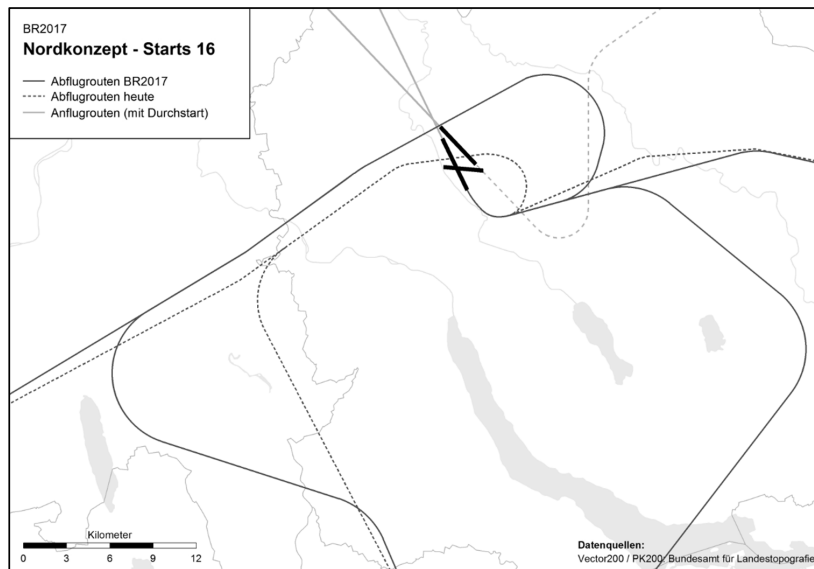 BR2017
Nordkonzept - Starts 16
Abflugrouten BR2017
Abflugrouten heute
Anflugrouten (mit Durchstart)
Kilometer
0 3 6 9 12
Datenquellen:
Vector200 / PK200: Bundesamt für Landestopografie